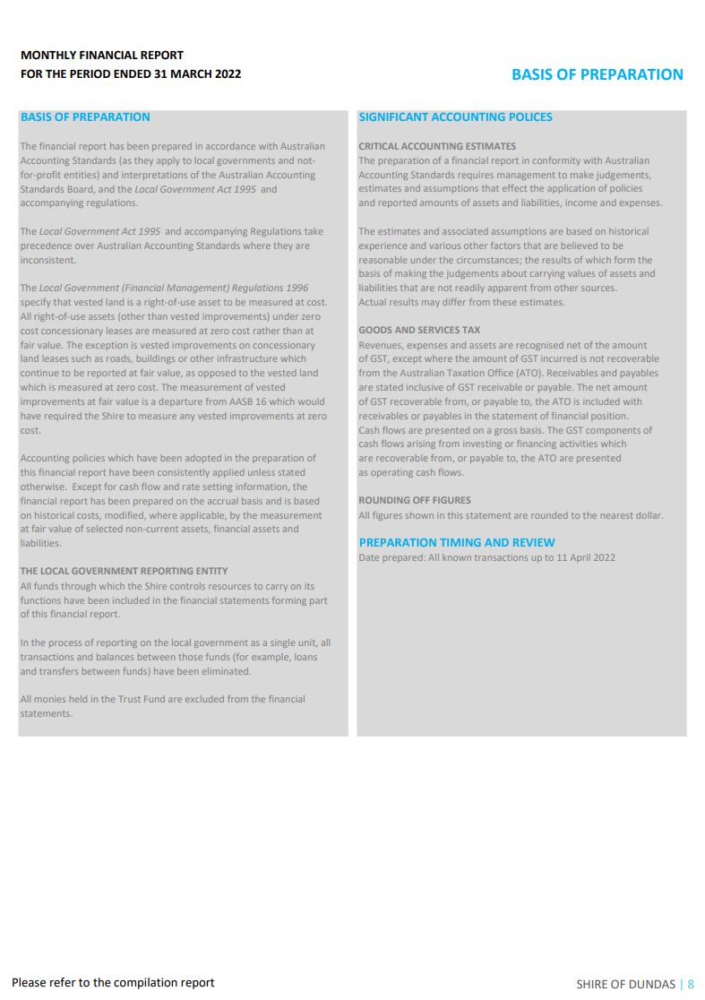 MONTHLY FINANCIAL REPORT
FOR THE PERIOD ENDED 31 MARCH 2022
BASIS OF PREPARATION
BASIS OF PREPARATION
The financial report has been prepared in accordance with Australian
Accounting Standards (as they apply to local governments and not-
for-profit entities) and interpretations of the Australian Accounting
Standards Board, and the Local Government Act 1995 and
accompanying regulations.
The Local Government Act 1995 and accompanying Regulations take
precedence over Australian Accounting Standards where they are
inconsistent.
The Local Government (Financial Management) Regulations 1996
specify that vested land is a right-of-use asset to be measured at cost.
All right-of-use assets (other than vested improvements) under zero
cost concessionary leases are measured at zero cost rather than at
fair value. The exception is vested improvements on concessionary
land leases such as roads, buildings or other infrastructure which
continue to be reported at fair value, as opposed to the vested land
which is measured at zero cost. The measurement of vested
improvements at fair value is a departure from AASB 16 which would
have required the Shire to measure any vested improvements at zero
cost.
Accounting policies which have been adopted in the preparation of
this financial report have been consistently applied unless stated
otherwise. Except for cash flow and rate setting information, the
financial report has been prepared on the accrual basis and is based
on historical costs, modified, where applicable, by the measurement
at fair value of selected non-current assets, financial assets and
liabilities.
THE LOCAL GOVERNMENT REPORTING ENTITY
All funds through which the Shire controls resources to carry on its
functions have been included in the financial statements forming part
of this financial report.
In the process of reporting on the local government as a single unit, all
transactions and balances between those funds (for example, loans
and transfers between funds) have been eliminated.
All monies held in the Trust Fund are excluded from the financial
statements.
SIGNIFICANT ACCOUNTING POLICES
CRITICAL ACCOUNTING ESTIMATES
The preparation of a financial report in conformity with Australian
Accounting Standards requires management to make judgements,
estimates and assumptions that effect the application of policies
and reported amounts of assets and liabilities, income and expenses.
The estimates and associated assumptions are based on historical
experience and various other factors that are believed to be
reasonable under the circumstances; the results of which form the
basis of making the judgements about carrying values of assets and
liabilities that are not readily apparent from other sources.
Actual results may differ from these estimates.
GOODS AND SERVICES TAX
Revenues, expenses and assets are recognised net of the amount
of GST, except where the amount of GST incurred is not recoverable
from the Australian Taxation Office (ATO). Receivables and payables
are stated inclusive of GST receivable or payable. The net amount
of GST recoverable from, or payable to, the ATO is included with
receivables or payables in the statement of financial position.
Cash flows are presented on a gross basis. The GST components of
cash flows arising from investing or financing activities which
are recoverable from, or payable to, the ATO are presented
as operating cash flows.
ROUNDING OFF FIGURES
All figures shown in this statement are rounded to the nearest dollar.
PREPARATION TIMING AND REVIEW
Date prepared: All known transactions up to 11 April 2022
Please refer to the compilation report
SHIRE OF DUNDAS | 8